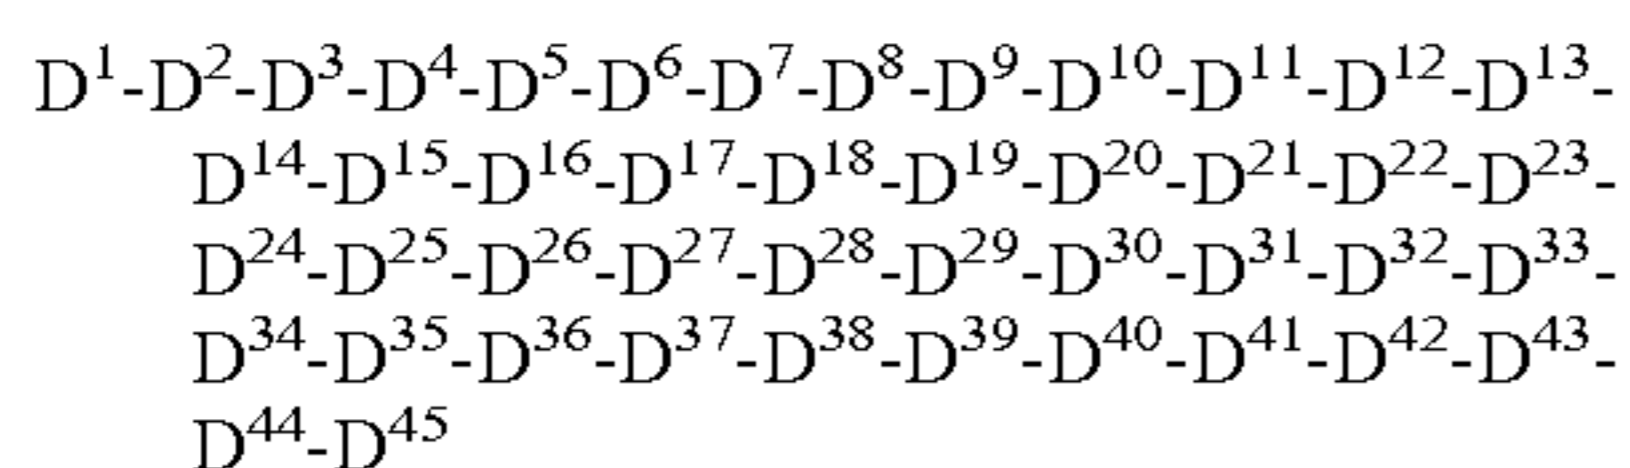 D¹-D²-D³-D⁴-D⁵-D⁶-D⁷-D⁸-D⁹-D¹⁰-D¹¹-D¹²-D¹³-
D¹⁴-D¹⁵-D¹⁶-D¹⁷-D¹⁸-D¹⁹-D²⁰-D²¹-D²²-D²³-
D²⁴-D²⁵-D²⁶-D²⁷-D²⁸-D²⁹-D³⁰-D³¹-D³²-D³³-
D³⁴-D³⁵-D³⁶-D³⁷-D³⁸-D³⁹-D⁴⁰-D⁴¹-D⁴²-D⁴³-
D⁴⁴-D⁴⁵